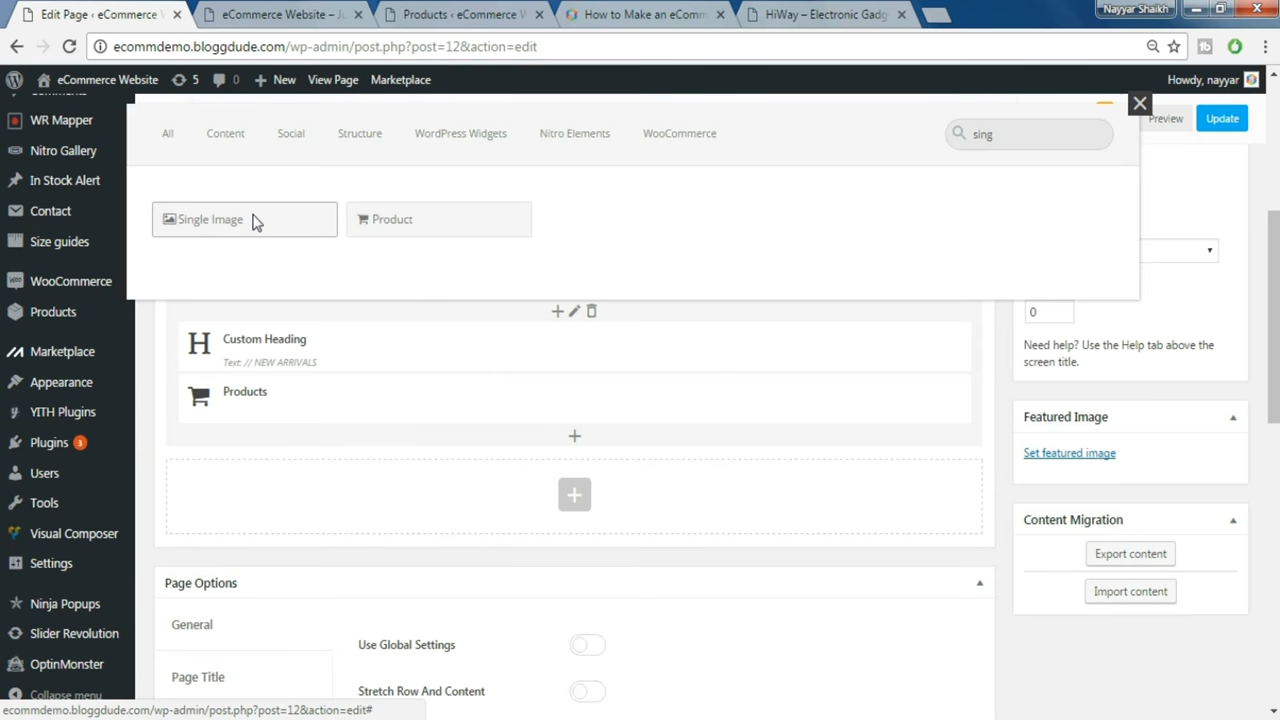 Edit Page ‹ eCommerce W
eCommerce Website – Ju
Products ‹ eCommerce W
How to Make an eComm
HiWay – Electronic Gadg
Nayyar Shaikh
ecommdemo.bloggdude.com/wp-admin/post.php?post=12&action=edit
eCommerce Website 5 0 New View Page Marketplace Howdy, nayyar
WR Mapper
Nitro Gallery
In Stock Alert
Contact
Size guides
WooCommerce
Products
Marketplace
Appearance
YITH Plugins
Plugins 3
Users
Tools
Visual Composer
Settings
Ninja Popups
Slider Revolution
OptinMonster
Collapse menu
All Content Social Structure WordPress Widgets Nitro Elements WooCommerce sing
Single Image Product
Custom Heading
Text: // NEW ARRIVALS
Products
Page Options
General
Use Global Settings
Page Title
Stretch Row And Content
Preview Update
0
Need help? Use the Help tab above the
screen title.
Featured Image
Set featured image
Content Migration
Export content
Import content
ecommdemo.bloggdude.com/wp-admin/post.php?post=12&action=edit#